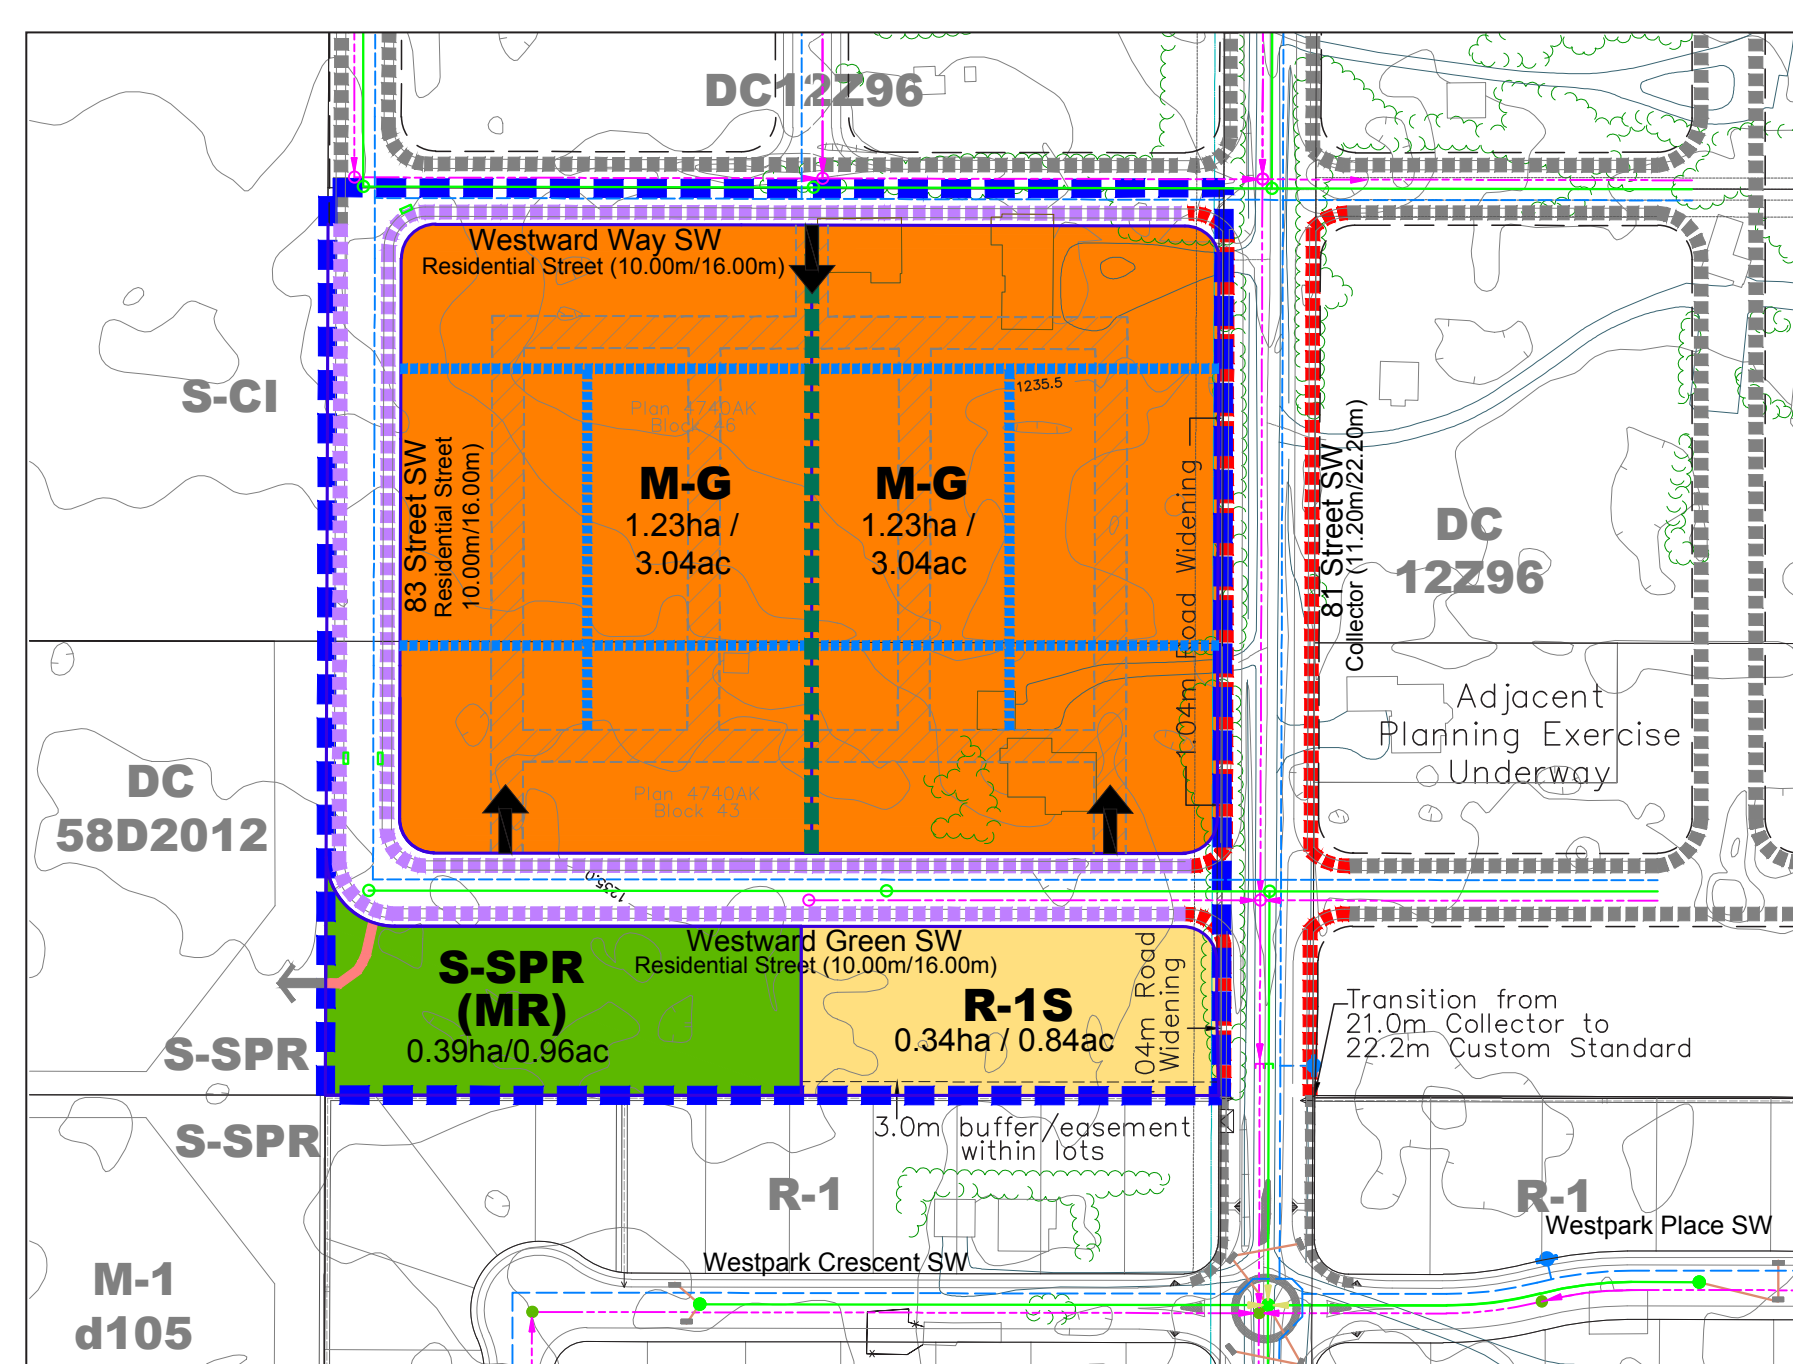 DC12Z96
Westward Way SW
Residential Street (10.00m/16.00m)
S-CI
1235.5
Plan 4740AK
Block 46
83 Street SW
Residential Street
10.00m/16.00m)
M-G
1.23ha /
3.04ac
M-G
1.23ha /
3.04ac
1.04m Road Widening
81 Street SW
Collector (11.20m/22.20m)
DC
12Z96
Adjacent
Planning Exercise
Underway
DC
58D2012
Plan 4740AK
Block 43
1235.0
Westward Green SW
Residential Street (10.00m/16.00m)
S-SPR
(MR)
0.39ha/0.96ac
R-1S
0.34ha / 0.84ac
.04m Road
Widening
Transition from
21.0m Collector to
22.2m Custom Standard
S-SPR
S-SPR
3.0m buffer/easement
within lots
R-1
R-1
Westpark Place SW
Westpark Crescent SW
M-1
d105